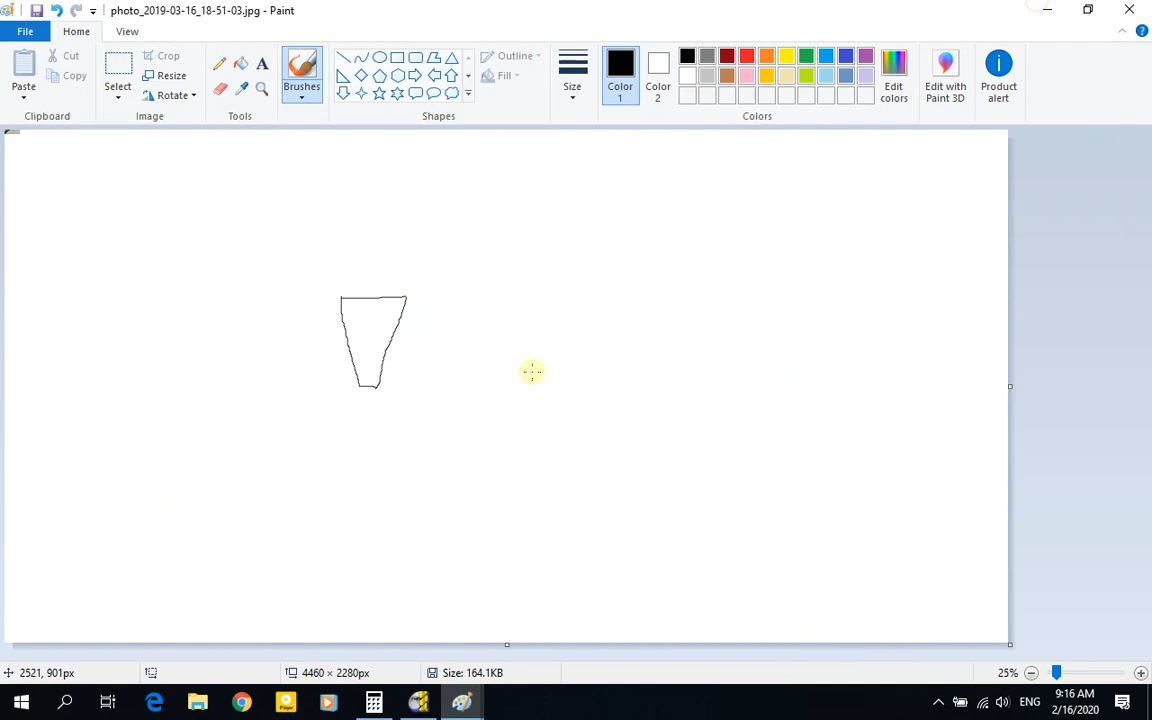 photo_2019-03-16_18-51-03.jpg - Paint
File
Home
View
Paste
Cut
Copy
Clipboard
Select
Crop
Resize
Rotate
Image
A
Tools
Brushes
Outline
Fill
Shapes
Size
Color
1
Color
2
Edit
colors
Colors
Edit with
Paint 3D
Product
alert
2521, 901px
4460 × 2280px
Size: 164.1KB
25%
ENG
9:16 AM
2/16/2020